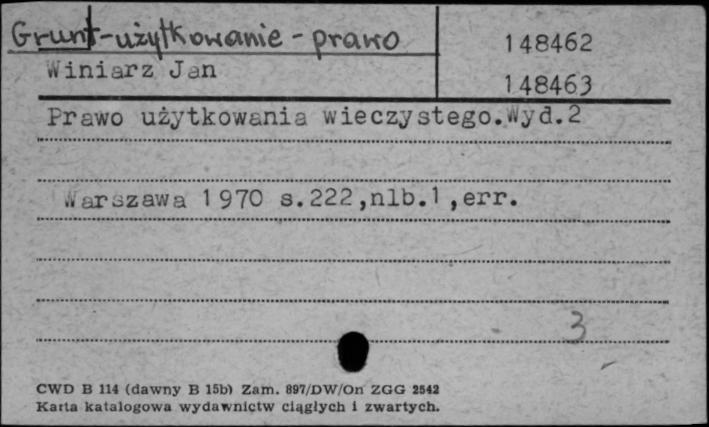 Grunt-użytkowanie - prawo 148462
Winiarz Jan 148463
Prawo użytkowania wieczystego.Wyd.2
Warszawa 1970 s.222,nlb.1,err.
3
CWD B 114 (dawny B 15b) Zam. 897/DW/On ZGG 2542
Karta katalogowa wydawnictw ciągłych i zwartych.